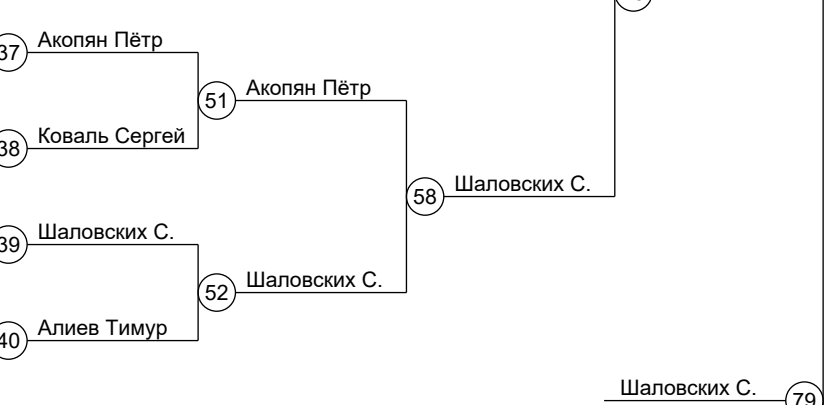 37 Акопян Пётр
51 Акопян Пётр
38 Коваль Сергей
58 Шаловских С.
39 Шаловских С.
52 Шаловских С.
40 Алиев Тимур
Шаловских С. 79